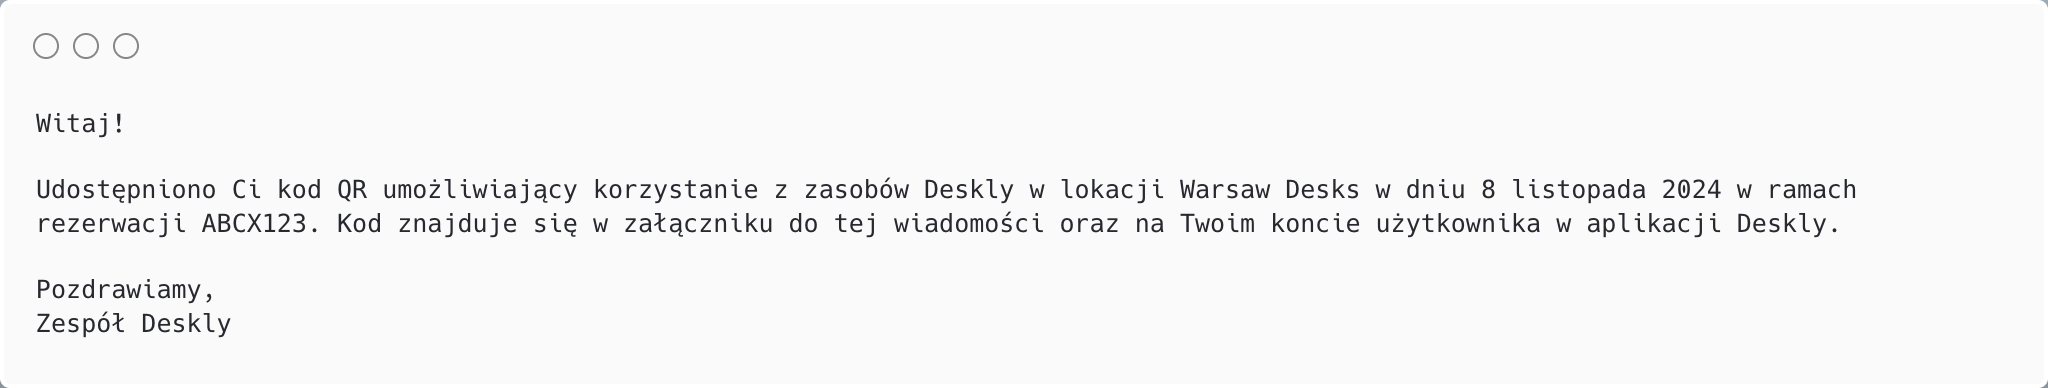 Witaj!
Udostępniono Ci kod QR umożliwiający korzystanie z zasobów Deskly w lokacji Warsaw Desks w dniu 8 listopada 2024 w ramach
rezerwacji ABCX123. Kod znajduje się w załączniku do tej wiadomości oraz na Twoim koncie użytkownika w aplikacji Deskly.
Pozdrawiamy,
Zespół Deskly